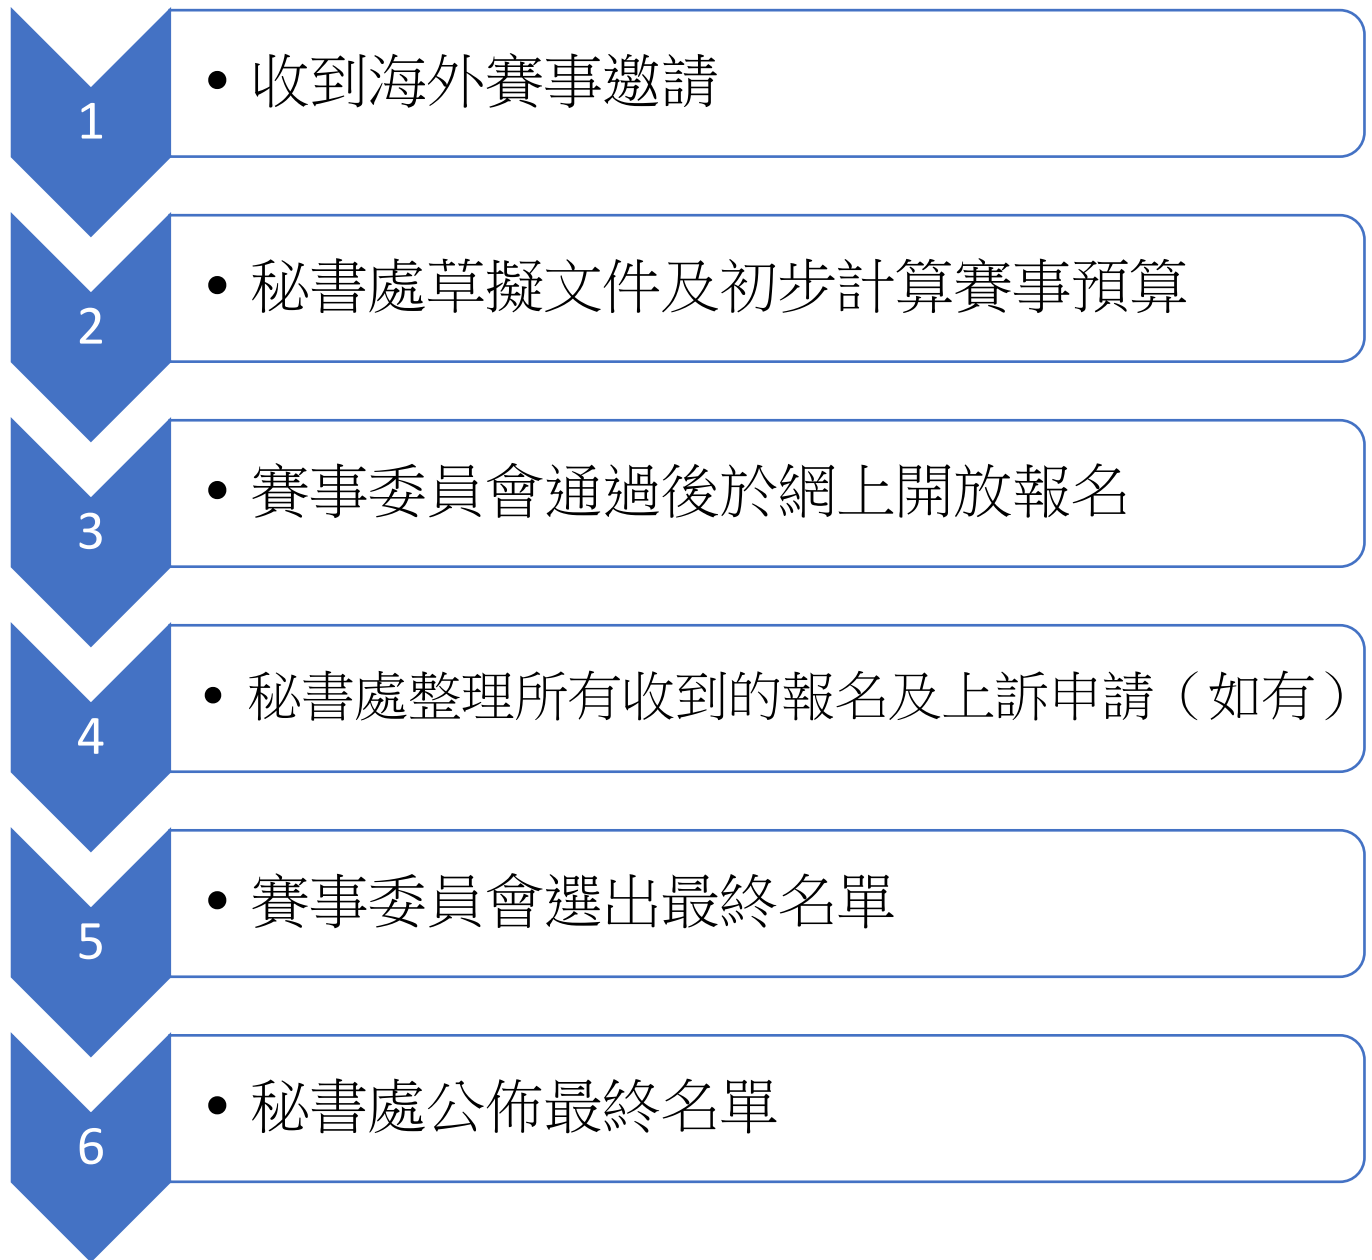 1
• 收到海外賽事邀請
2
• 秘書處草擬文件及初步計算賽事預算
3
• 賽事委員會通過後於網上開放報名
4
• 秘書處整理所有收到的報名及上訴申請（如有）
5
• 賽事委員會選出最終名單
6
• 秘書處公佈最終名單